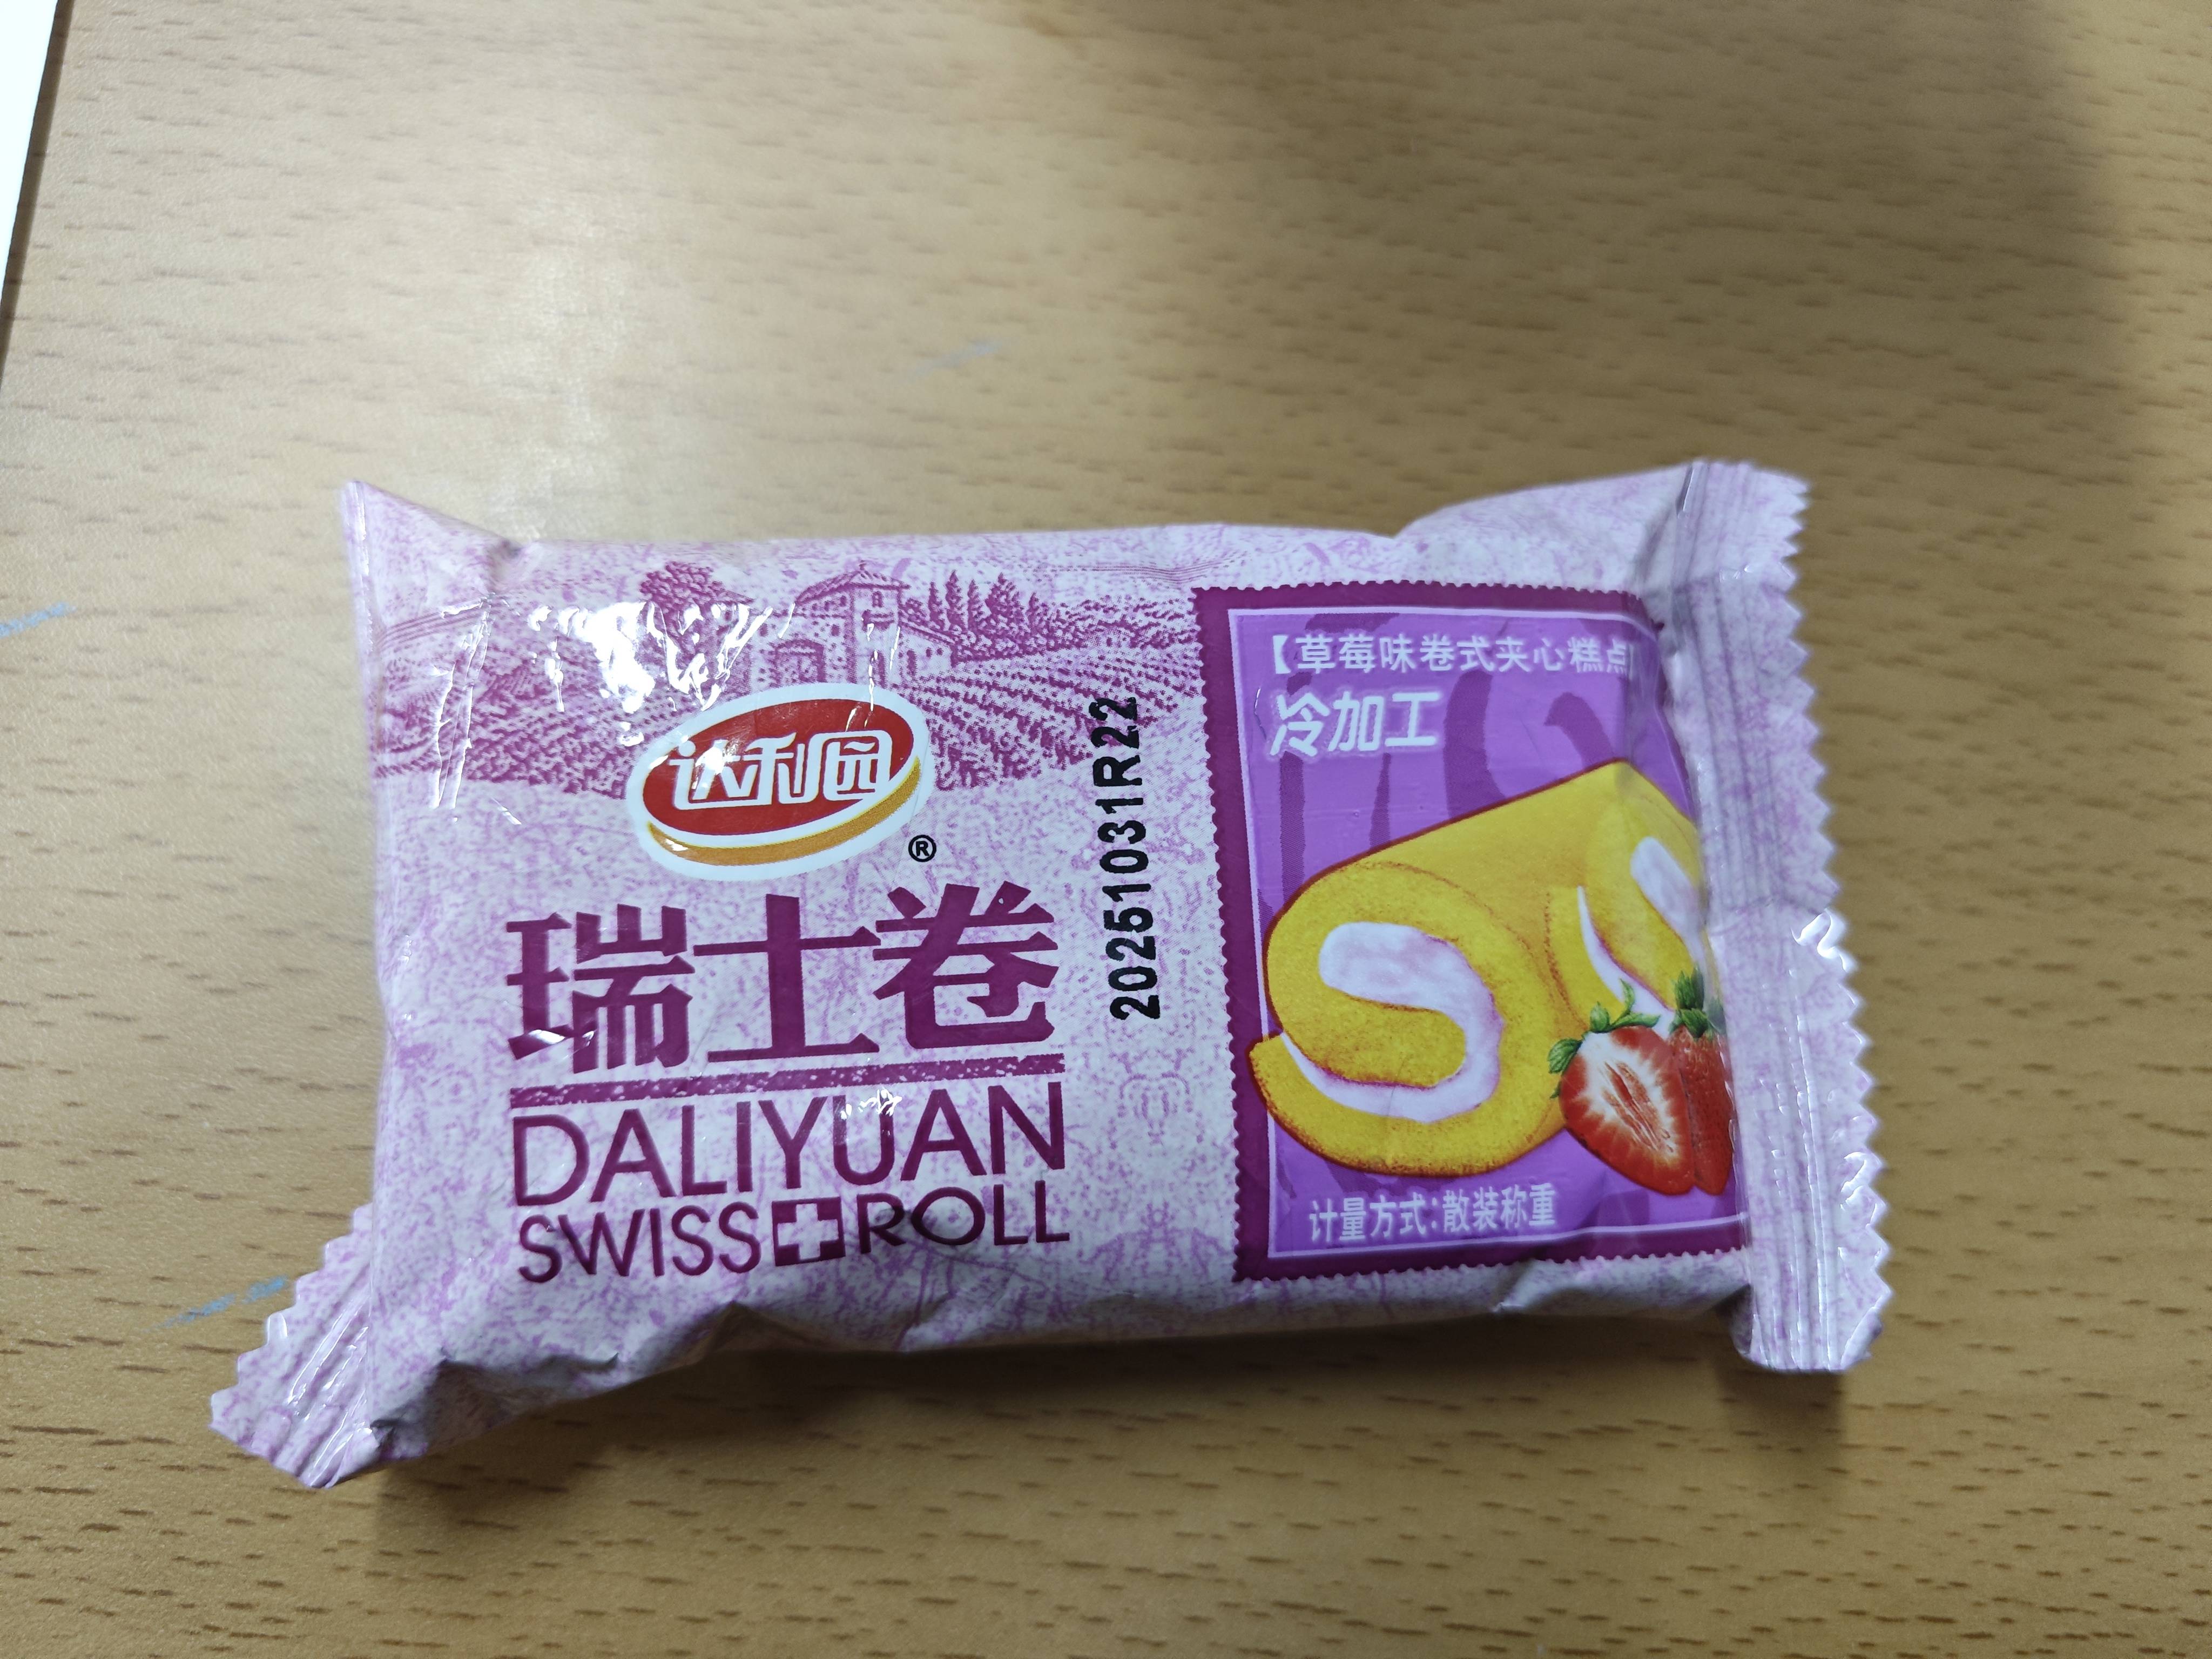 达利园
®
瑞士卷
DALIYUAN
SWISS ROLL
20251031R22
【草莓味卷式夹心糕点
冷加工
计量方式:散装称重